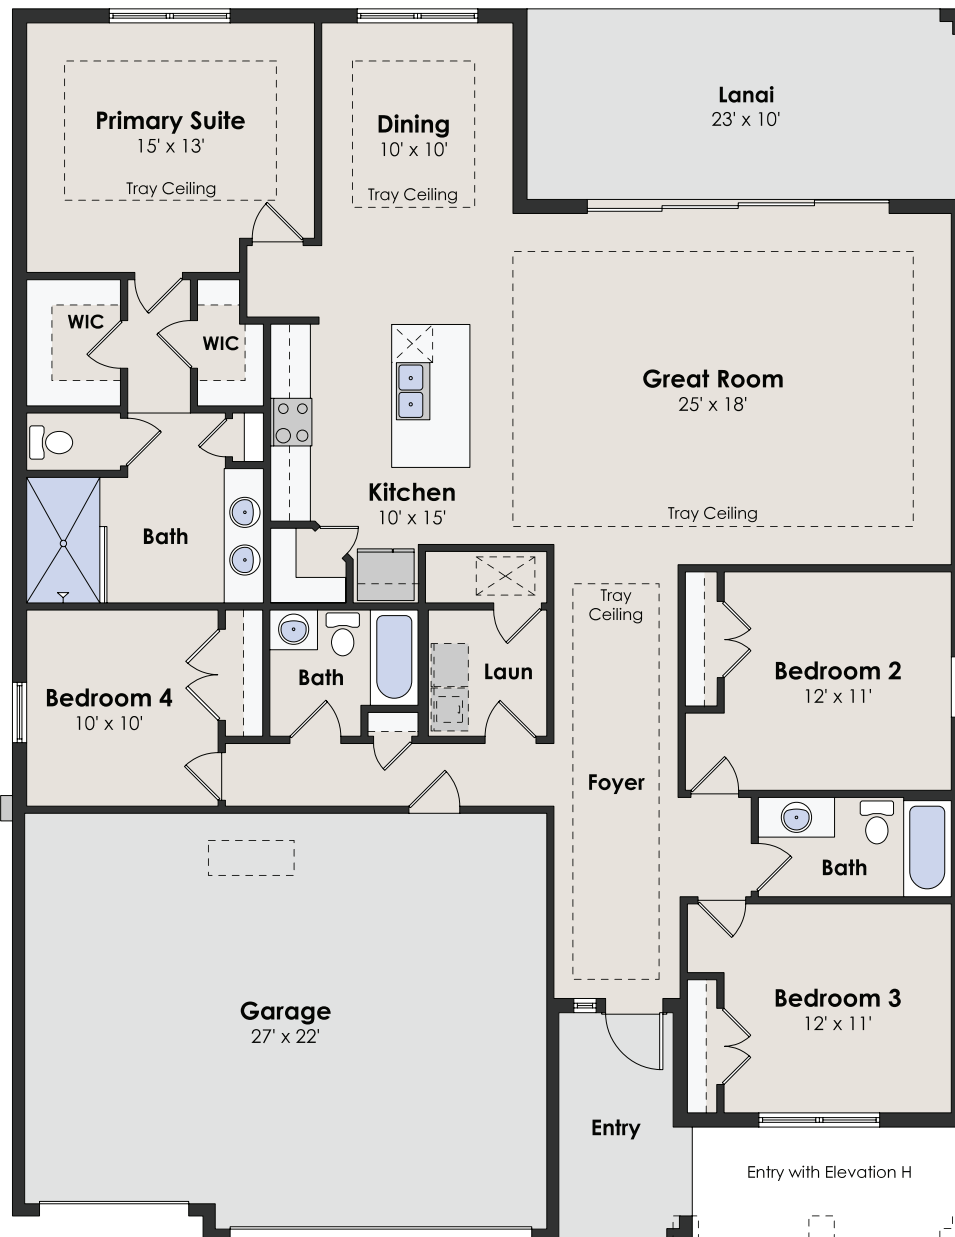 Primary Suite
15' x 13'
Tray Ceiling
Dining
10' x 10'
Tray Ceiling
Lanai
23' x 10'
WIC
WIC
Great Room
25' x 18'
Tray Ceiling
Kitchen
10' x 15'
Bath
Tray
Ceiling
Bedroom 4
10' x 10'
Bath
Laun
Bedroom 2
12' x 11'
Foyer
Bath
Garage
27' x 22'
Bedroom 3
12' x 11'
Entry
Entry with Elevation H